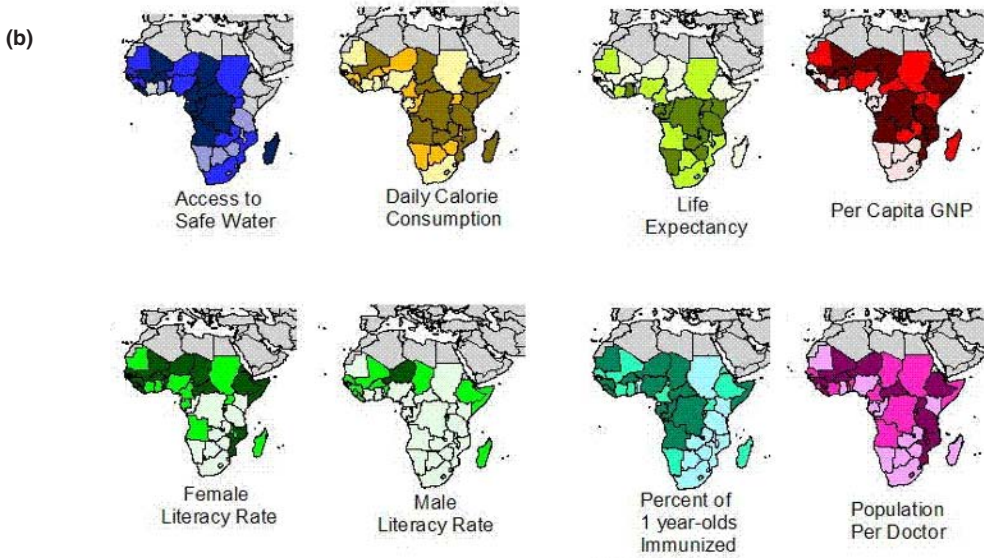 (b)
Access to
Safe Water
Daily Calorie
Consumption
Life
Expectancy
Per Capita GNP
Female
Literacy Rate
Male
Literacy Rate
Percent of
1 year-olds
Immunized
Population
Per Doctor